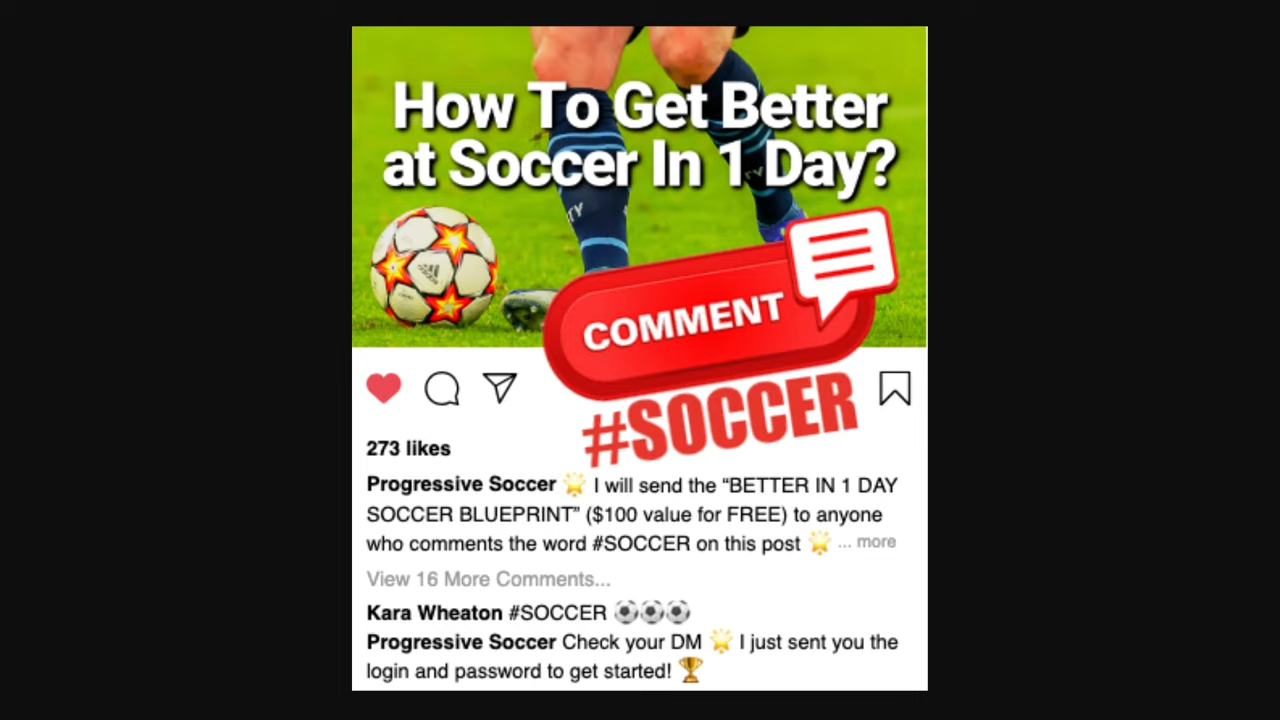 How To Get Better
at Soccer In 1 Day?
TY
TY
COMMENT
#SOCCER
273 likes
Progressive Soccer 🌟 I will send the “BETTER IN 1 DAY
SOCCER BLUEPRINT” ($100 value for FREE) to anyone
who comments the word #SOCCER on this post 🌟 ... more
View 16 More Comments...
Kara Wheaton #SOCCER ⚽⚽⚽
Progressive Soccer Check your DM 🌟 I just sent you the
login and password to get started! 🏆